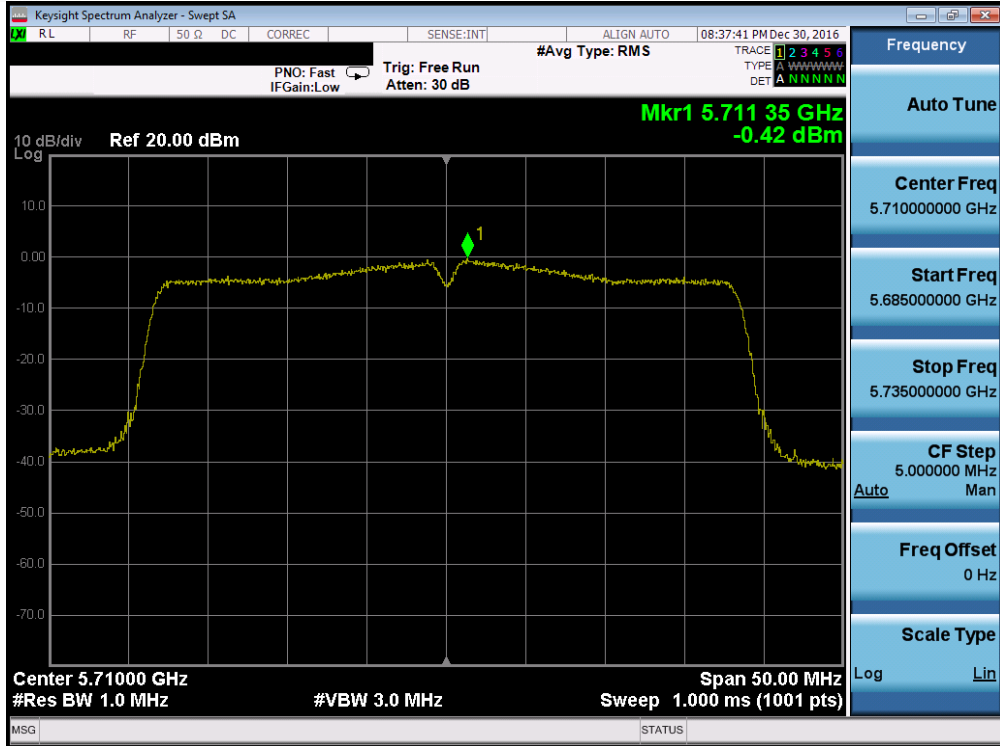 Keysight Spectrum Analyzer - Swept SA
LXI RL RF 50 Ω DC CORREC SENSE:INT ALIGN AUTO 08:37:41 PM Dec 30, 2016
#Avg Type: RMS
TRACE 1 2 3 4 5 6
TYPE A WWWWW
DET A N N N N N
PNO: Fast
IFGain:Low
Trig: Free Run
Atten: 30 dB
Mkr1 5.711 35 GHz
-0.42 dBm
10 dB/div Ref 20.00 dBm
Log
1
10.0
0.00
-10.0
-20.0
-30.0
-40.0
-50.0
-60.0
-70.0
Center 5.71000 GHz
#Res BW 1.0 MHz
#VBW 3.0 MHz
Span 50.00 MHz
Sweep 1.000 ms (1001 pts)
MSG
STATUS
Frequency
Auto Tune
Center Freq
5.710000000 GHz
Start Freq
5.685000000 GHz
Stop Freq
5.735000000 GHz
CF Step
5.000000 MHz
Auto Man
Freq Offset
0 Hz
Scale Type
Log Lin